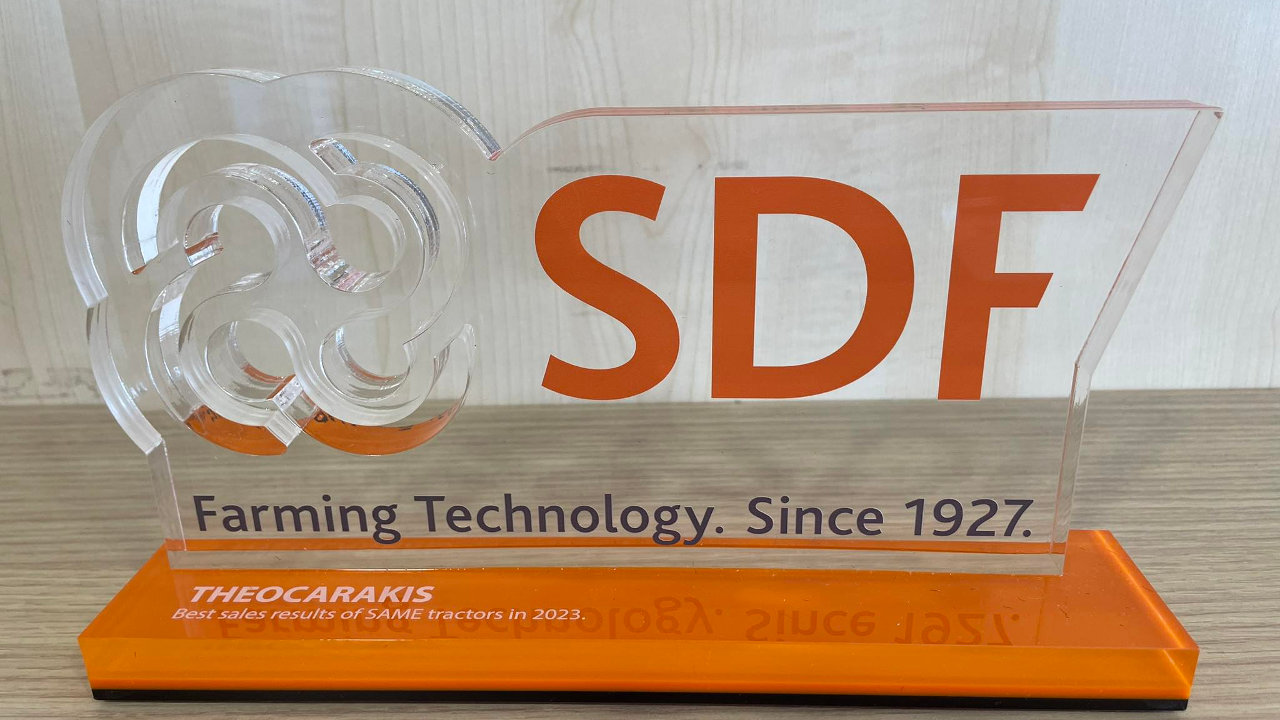 SDF
Farming Technology. Since 1927.
THEOCARAKIS
Best sales results of SAME tractors in 2023.